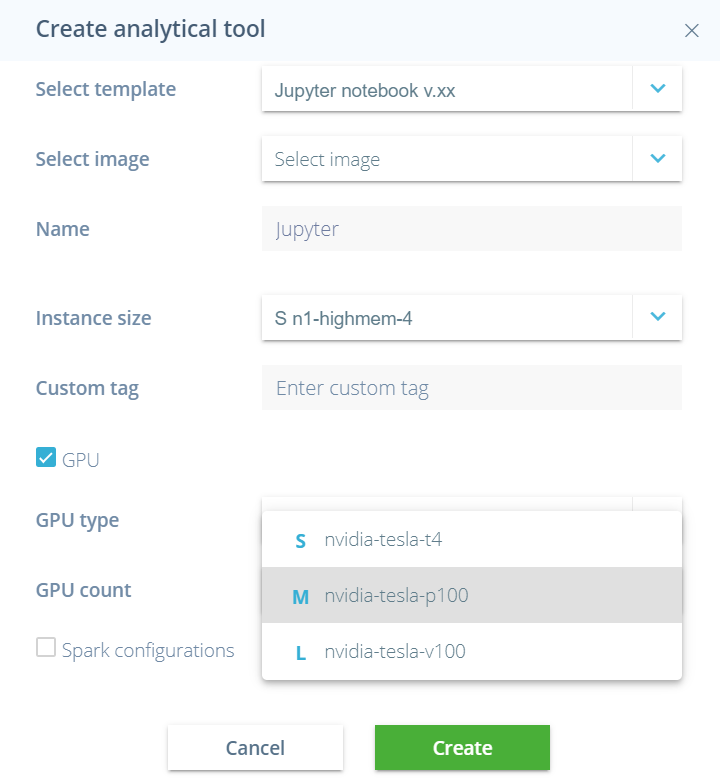 Create analytical tool
Select template
Jupyter notebook v.xx
Select image
Select image
Name
Jupyter
Instance size
S n1-highmem-4
Custom tag
Enter custom tag
GPU
GPU type
S nvidia-tesla-t4
GPU count
M nvidia-tesla-p100
Spark configurations
L nvidia-tesla-v100
Cancel
Create